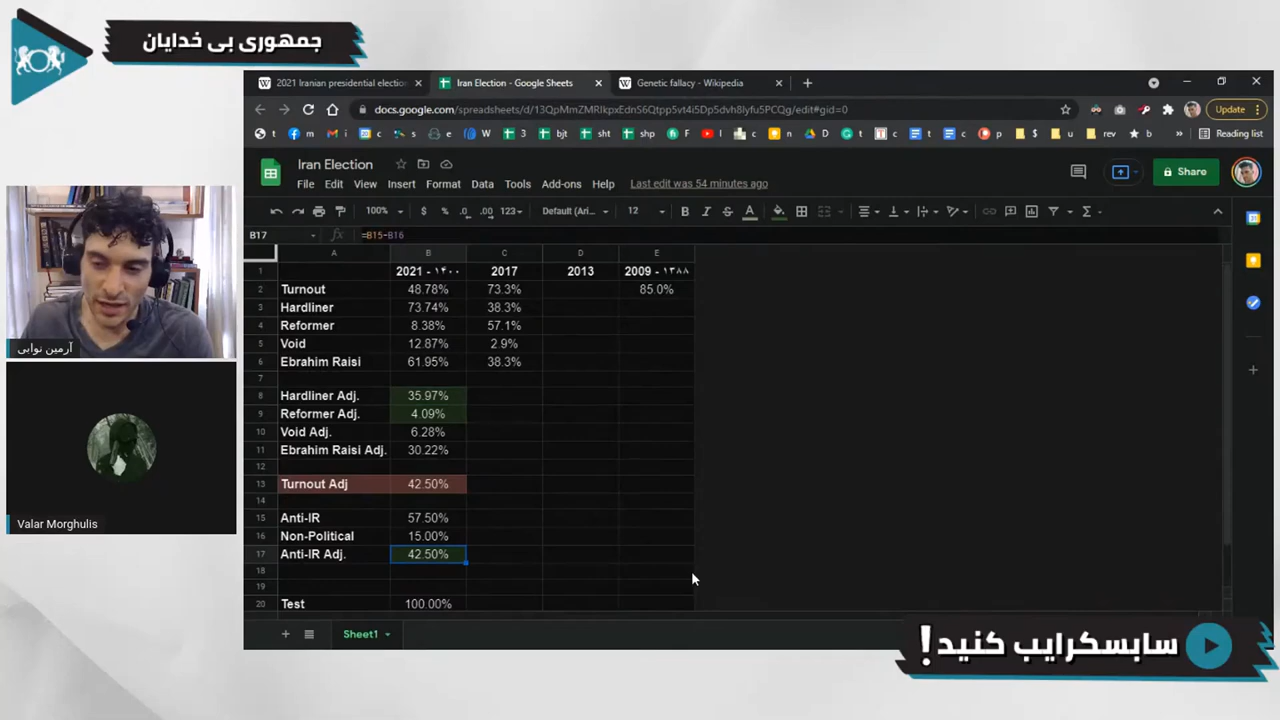 جمهوری بی خدایان
2021 Iranian presidential election
Iran Election - Google Sheets
Genetic fallacy - Wikipedia
Update
Reading list
Iran Election
File Edit View Insert Format Data Tools Add-ons Help Last edit was 54 minutes ago
Share
100% $ % .0 .00 123 Default (Ari... 12 B I S A
B17 fx =B15-B16
A B C D E
1 2021 - ۱۴۰۰ 2017 2013 2009 - ۱۳۸۸
2 Turnout 48.78% 73.3% 85.0%
3 Hardliner 73.74% 38.3%
4 Reformer 8.38% 57.1%
5 Void 12.87% 2.9%
6 Ebrahim Raisi 61.95% 38.3%
7
8 Hardliner Adj. 35.97%
9 Reformer Adj. 4.09%
10 Void Adj. 6.28%
11 Ebrahim Raisi Adj. 30.22%
12
13 Turnout Adj 42.50%
14
15 Anti-IR 57.50%
16 Non-Political 15.00%
17 Anti-IR Adj. 42.50%
18
19
20 Test 100.00%
Sheet1
آرمین نوابی
Valar Morghulis
سابسکرایب کنید!